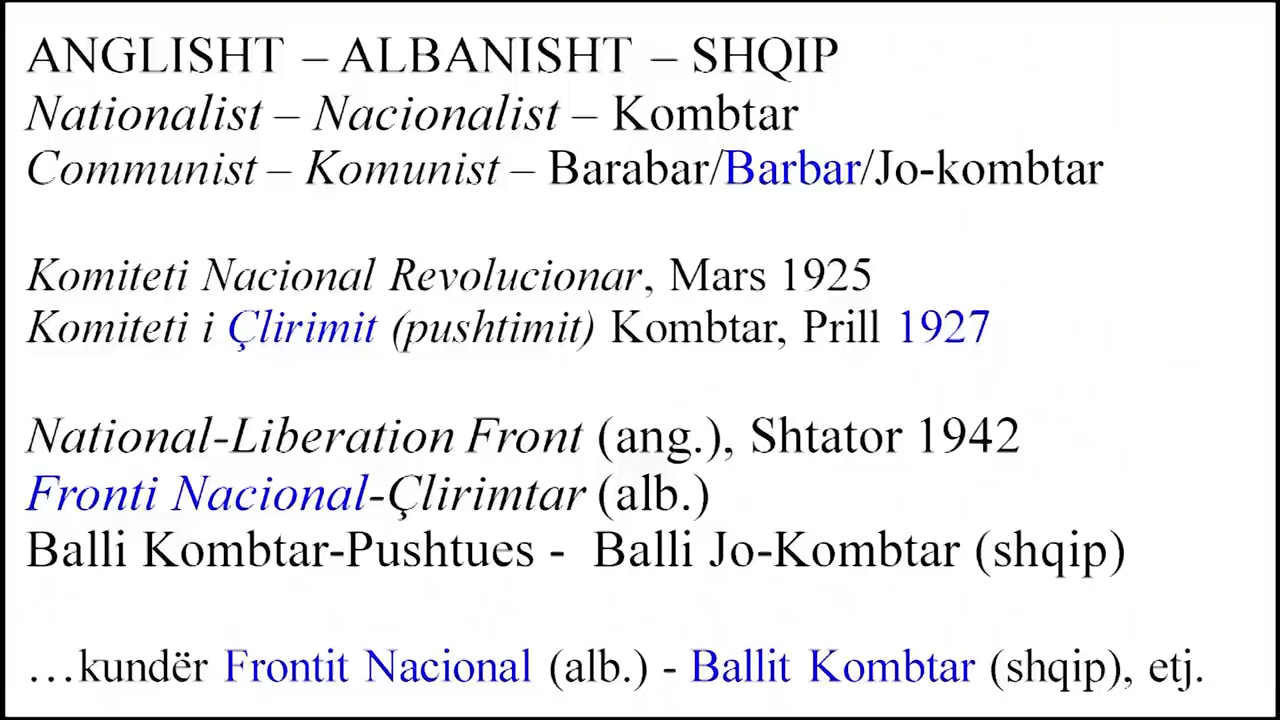 ANGLISHT – ALBANISHT – SHQIP
Nationalist – Nacionalist – Kombtar
Communist – Komunist – Barabar/Barbar/Jo-kombtar
Komiteti Nacional Revolucionar, Mars 1925
Komiteti i Çlirimit (pushtimit) Kombtar, Prill 1927
National-Liberation Front (ang.), Shtator 1942
Fronti Nacional-Çlirimtar (alb.)
Balli Kombtar-Pushtues - Balli Jo-Kombtar (shqip)
…kundër Frontit Nacional (alb.) - Ballit Kombtar (shqip), etj.